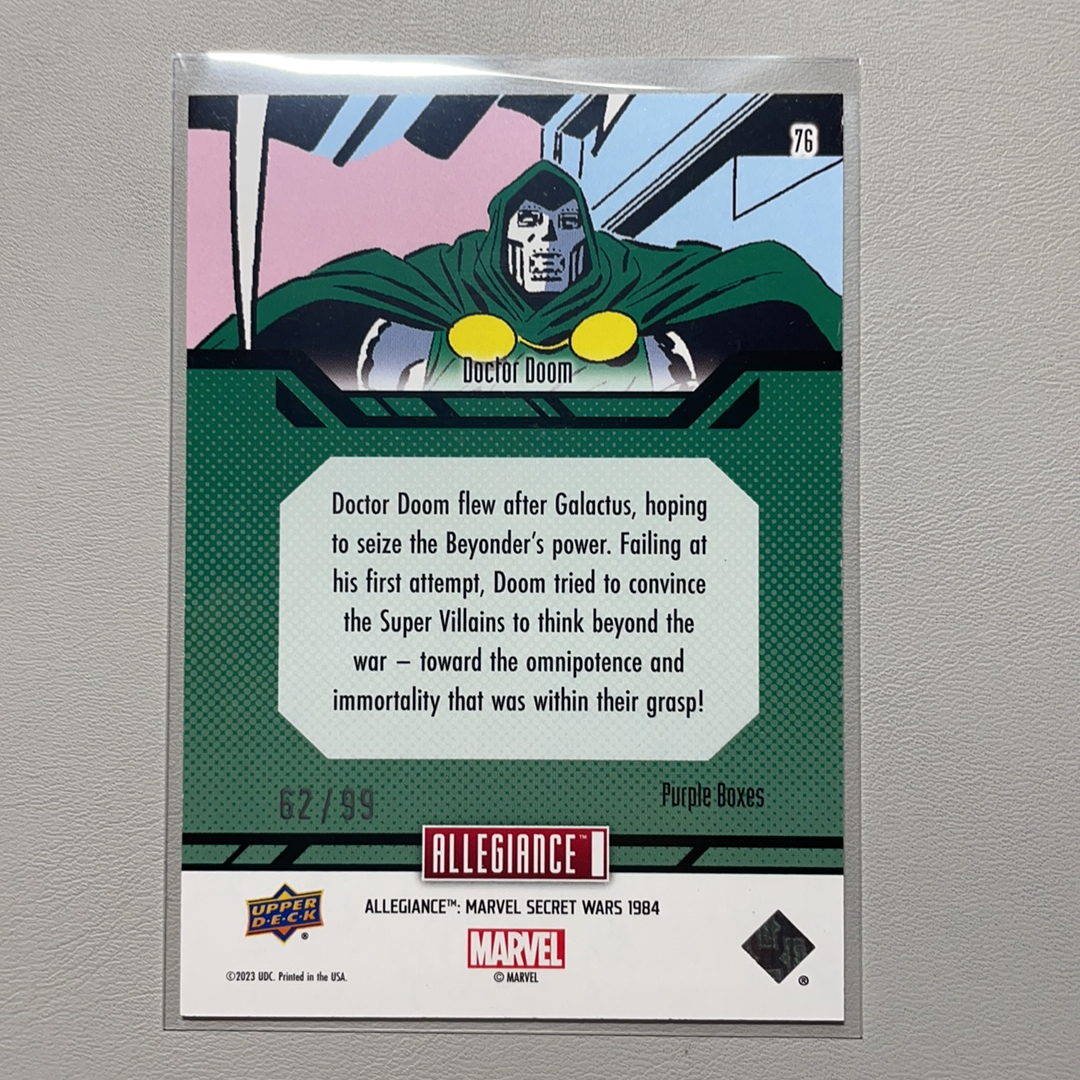 76
Doctor Doom
Doctor Doom flew after Galactus, hoping
to seize the Beyonder's power. Failing at
his first attempt, Doom tried to convince
the Super Villains to think beyond the
war – toward the omnipotence and
immortality that was within their grasp!
62/99
Purple Boxes
ALLEGIANCE™
UPPER
D·E·C·K
®
ALLEGIANCE™: MARVEL SECRET WARS 1984
MARVEL
©2023 UDC. Printed in the USA.
© MARVEL
®